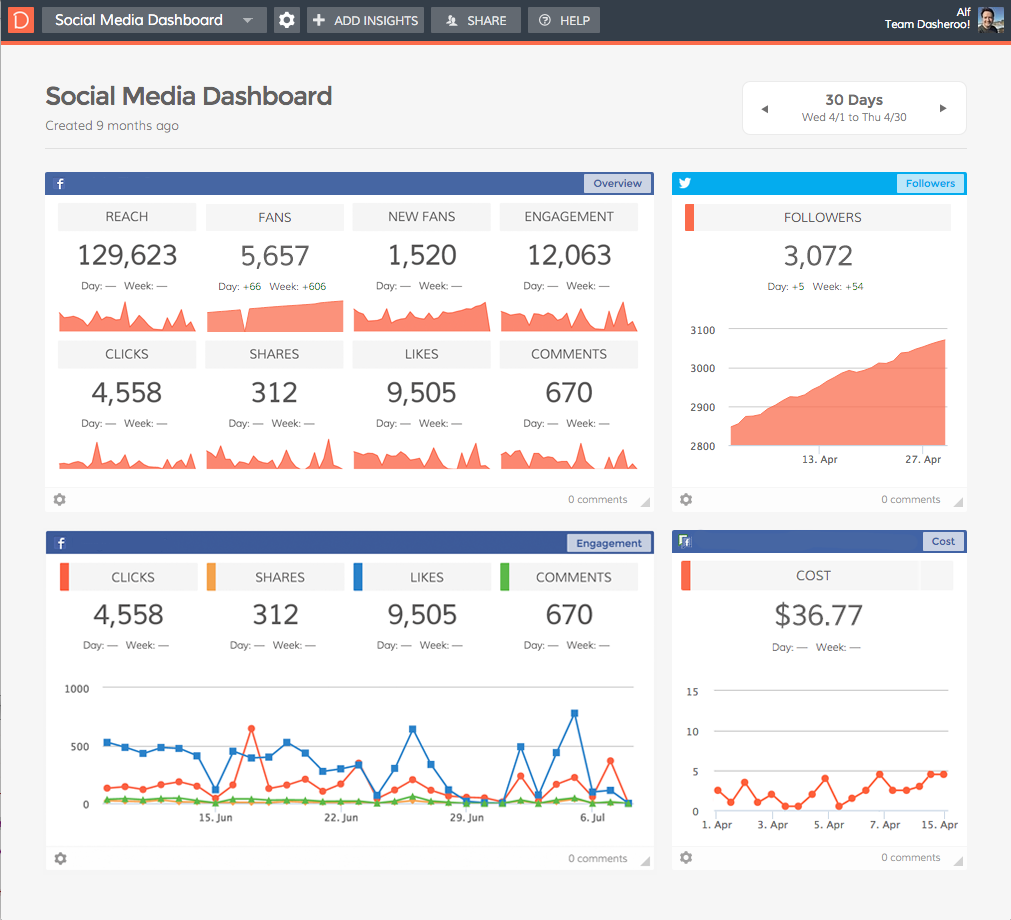 Social Media Dashboard
ADD INSIGHTS
SHARE
HELP
Alf
Team Dasheroo!
Social Media Dashboard
Created 9 months ago
30 Days
Wed 4/1 to Thu 4/30
Overview
REACH FANS NEW FANS ENGAGEMENT
129,623 5,657 1,520 12,063
Day: — Week: — Day: +66 Week: +606 Day: — Week: — Day: — Week: —
CLICKS SHARES LIKES COMMENTS
4,558 312 9,505 670
Day: — Week: — Day: — Week: — Day: — Week: — Day: — Week: —
0 comments
Followers
FOLLOWERS
3,072
Day: +5 Week: +54
3100
3000
2900
2800
13. Apr 27. Apr
0 comments
Engagement
CLICKS SHARES LIKES COMMENTS
4,558 312 9,505 670
Day: — Week: — Day: — Week: — Day: — Week: — Day: — Week: —
1000
500
0
15. Jun 22. Jun 29. Jun 6. Jul
0 comments
Cost
COST
$36.77
Day: — Week: —
15
10
5
0
1. Apr 3. Apr 5. Apr 7. Apr 15. Apr
0 comments